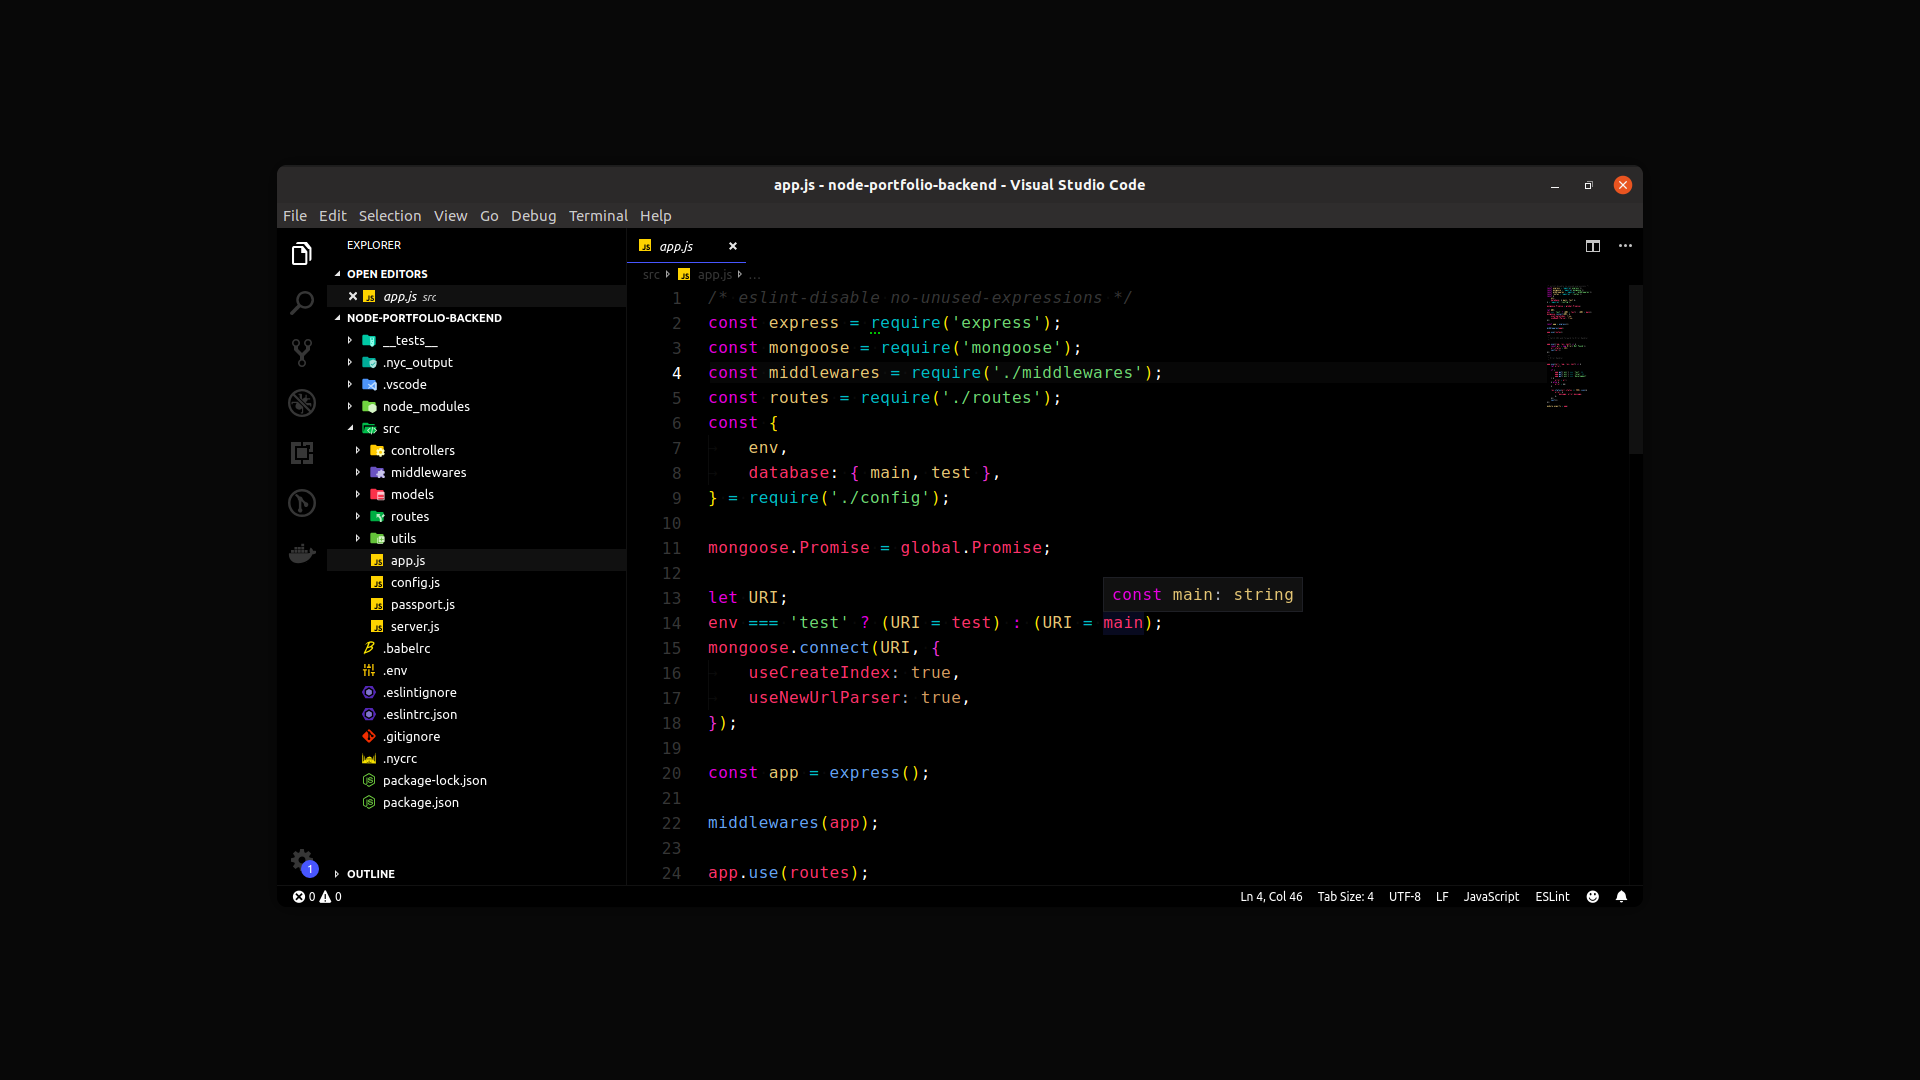 app.js - node-portfolio-backend - Visual Studio Code
File Edit Selection View Go Debug Terminal Help
EXPLORER
OPEN EDITORS
app.js src
NODE-PORTFOLIO-BACKEND
__tests__
.nyc_output
.vscode
node_modules
src
controllers
middlewares
models
routes
utils
app.js
config.js
passport.js
server.js
.babelrc
.env
.eslintignore
.eslintrc.json
.gitignore
.nycrc
package-lock.json
package.json
1
OUTLINE
app.js
src app.js ...
1 /* eslint-disable no-unused-expressions */
2 const express = require('express');
3 const mongoose = require('mongoose');
4 const middlewares = require('./middlewares');
5 const routes = require('./routes');
6 const {
7     env,
8     database: { main, test },
9 } = require('./config');
10
11 mongoose.Promise = global.Promise;
12
const main: string
13 let URI;
14 env === 'test' ? (URI = test) : (URI = main);
15 mongoose.connect(URI, {
16     useCreateIndex: true,
17     useNewUrlParser: true,
18 });
19
20 const app = express();
21
22 middlewares(app);
23
24 app.use(routes);
0 0
Ln 4, Col 46 Tab Size: 4 UTF-8 LF JavaScript ESLint